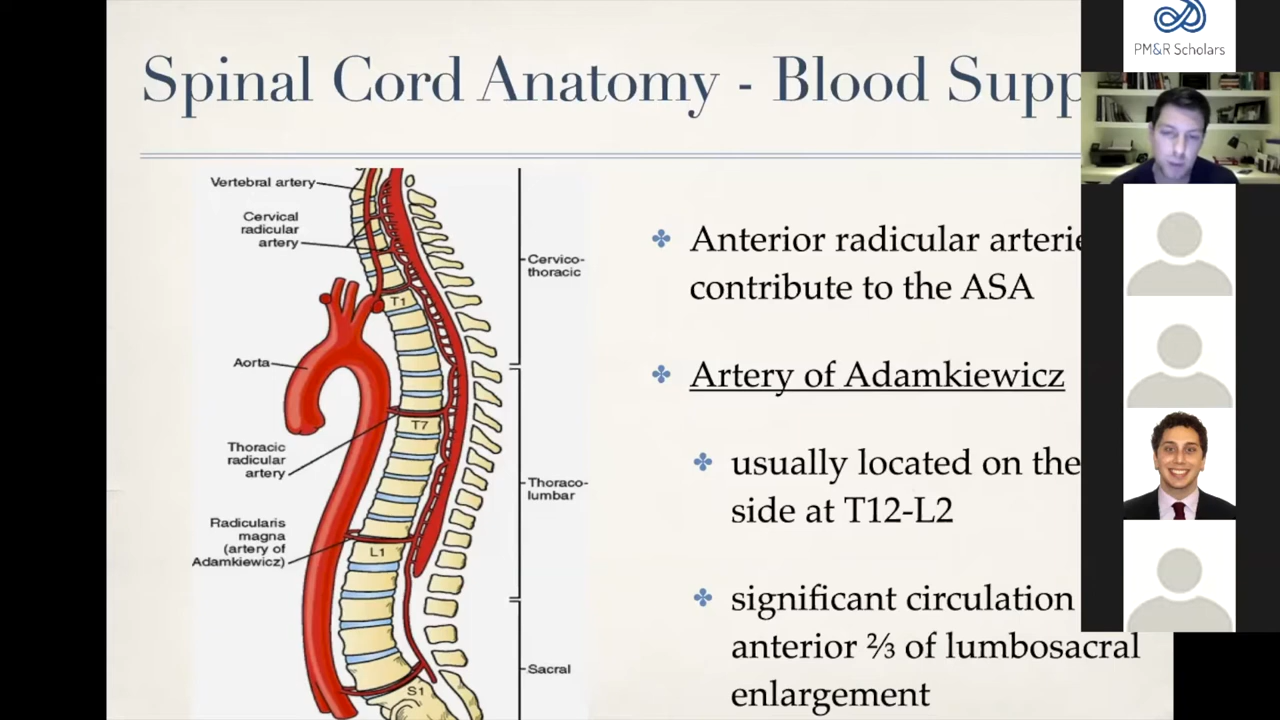 Spinal Cord Anatomy - Blood Supp
PM&R Scholars
Vertebral artery
Cervical
radicular
artery
Cervico-
thoracic
T1
Aorta
T7
Thoracic
radicular
artery
Thoraco-
lumbar
Radicularis
magna
(artery of
Adamkiewicz)
L1
Sacral
S1
Anterior radicular arterie
contribute to the ASA
Artery of Adamkiewicz
usually located on the
side at T12-L2
significant circulation
anterior ⅔ of lumbosacral
enlargement